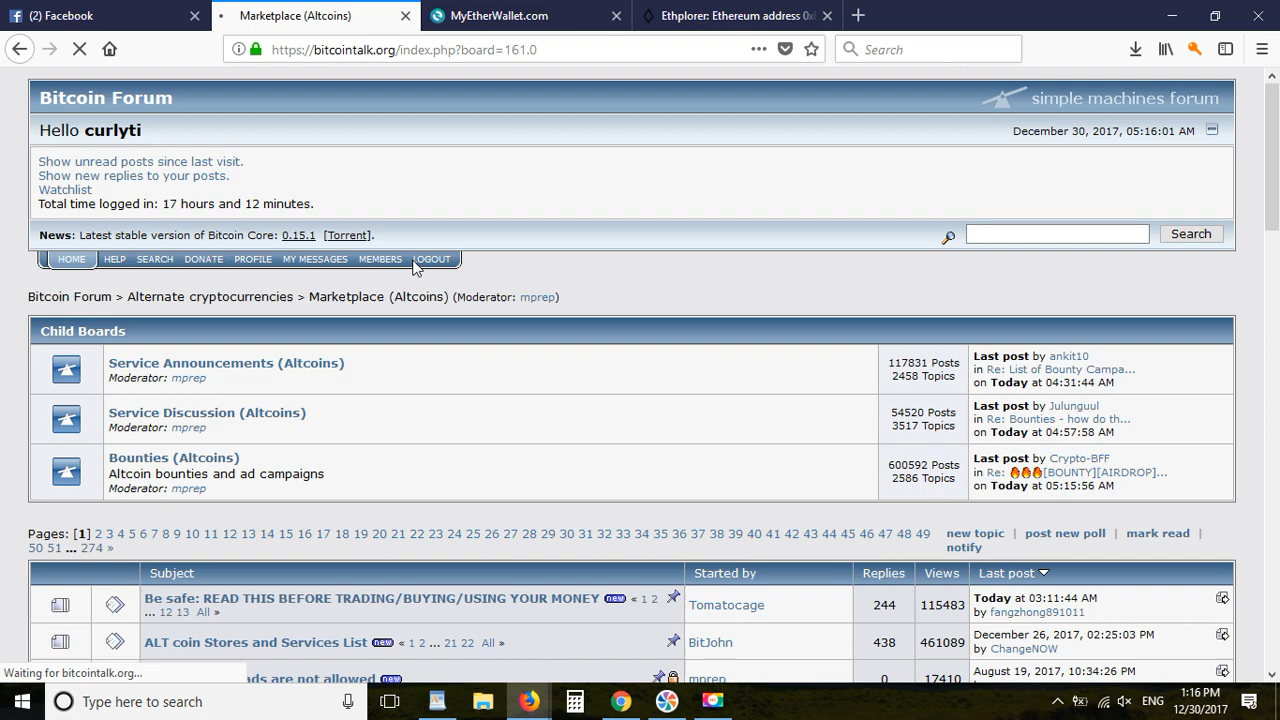 (2) Facebook
Marketplace (Altcoins)
MyEtherWallet.com
Ethplorer: Ethereum address 0x
https://bitcointalk.org/index.php?board=161.0
Search
Bitcoin Forum
simple machines forum
Hello curlyti
December 30, 2017, 05:16:01 AM
Show unread posts since last visit.
Show new replies to your posts.
Watchlist
Total time logged in: 17 hours and 12 minutes.
News: Latest stable version of Bitcoin Core: 0.15.1 [Torrent].
Search
HOME HELP SEARCH DONATE PROFILE MY MESSAGES MEMBERS LOGOUT
Bitcoin Forum > Alternate cryptocurrencies > Marketplace (Altcoins) (Moderator: mprep)
Child Boards
Service Announcements (Altcoins)
Moderator: mprep
117831 Posts
2458 Topics
Last post by ankit10
in Re: List of Bounty Campa...
on Today at 04:31:44 AM
Service Discussion (Altcoins)
Moderator: mprep
54520 Posts
3517 Topics
Last post by Julunguul
in Re: Bounties - how do th...
on Today at 04:57:58 AM
Bounties (Altcoins)
Altcoin bounties and ad campaigns
Moderator: mprep
600592 Posts
2586 Topics
Last post by Crypto-BFF
in Re: 🔥🔥🔥[BOUNTY][AIRDROP]...
on Today at 05:15:56 AM
Pages: [1] 2 3 4 5 6 7 8 9 10 11 12 13 14 15 16 17 18 19 20 21 22 23 24 25 26 27 28 29 30 31 32 33 34 35 36 37 38 39 40 41 42 43 44 45 46 47 48 49
50 51 ... 274 »
new topic | post new poll | mark read |
notify
Subject
Started by
Replies
Views
Last post
Be safe: READ THIS BEFORE TRADING/BUYING/USING YOUR MONEY new « 1 2
... 12 13 All »
Tomatocage
244
115483
Today at 03:11:44 AM
by fangzhong891011
ALT coin Stores and Services List new « 1 2 ... 21 22 All »
BitJohn
438
461089
December 26, 2017, 02:25:03 PM
by ChangeNOW
ds are not allowed new
mprep
0
17410
August 19, 2017, 10:34:26 PM
Waiting for bitcointalk.org...
Type here to search
ENG
1:16 PM
12/30/2017